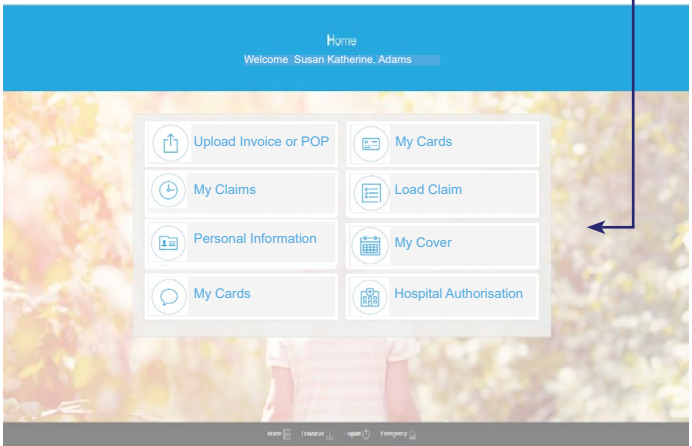 Home
Welcome Susan Katherine, Adams
Upload Invoice or POP
My Cards
My Claims
Load Claim
Personal Information
My Cover
My Cards
Hospital Authorisation
Home
Emergency